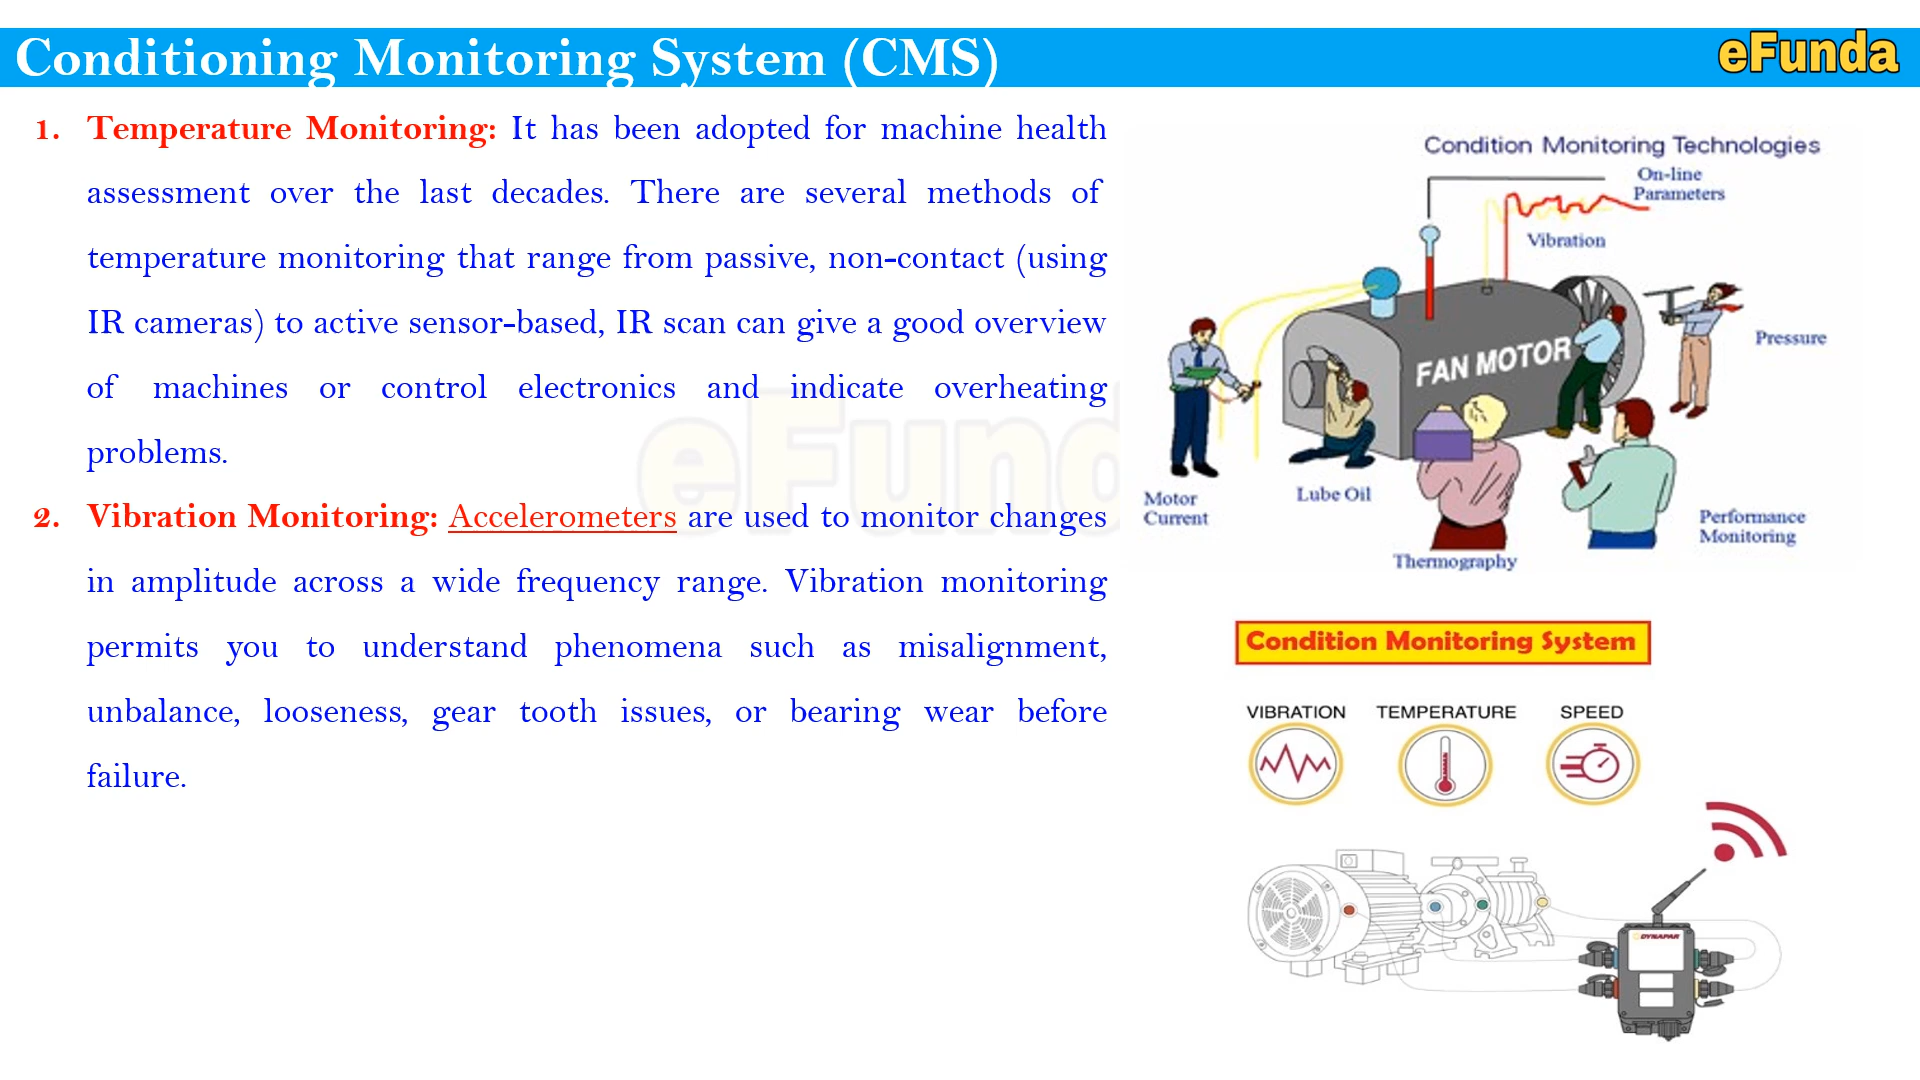 Conditioning Monitoring System (CMS)
eFunda
1. Temperature Monitoring: It has been adopted for machine health
assessment over the last decades. There are several methods of
temperature monitoring that range from passive, non-contact (using
IR cameras) to active sensor-based, IR scan can give a good overview
of machines or control electronics and indicate overheating
problems.
2. Vibration Monitoring: Accelerometers are used to monitor changes
in amplitude across a wide frequency range. Vibration monitoring
permits you to understand phenomena such as misalignment,
unbalance, looseness, gear tooth issues, or bearing wear before
failure.
eFund
Condition Monitoring Technologies
On-line
Parameters
Vibration
Pressure
FAN MOTOR
Motor
Current
Lube Oil
Thermography
Performance
Monitoring
Condition Monitoring System
VIBRATION TEMPERATURE SPEED
DYNAPAR